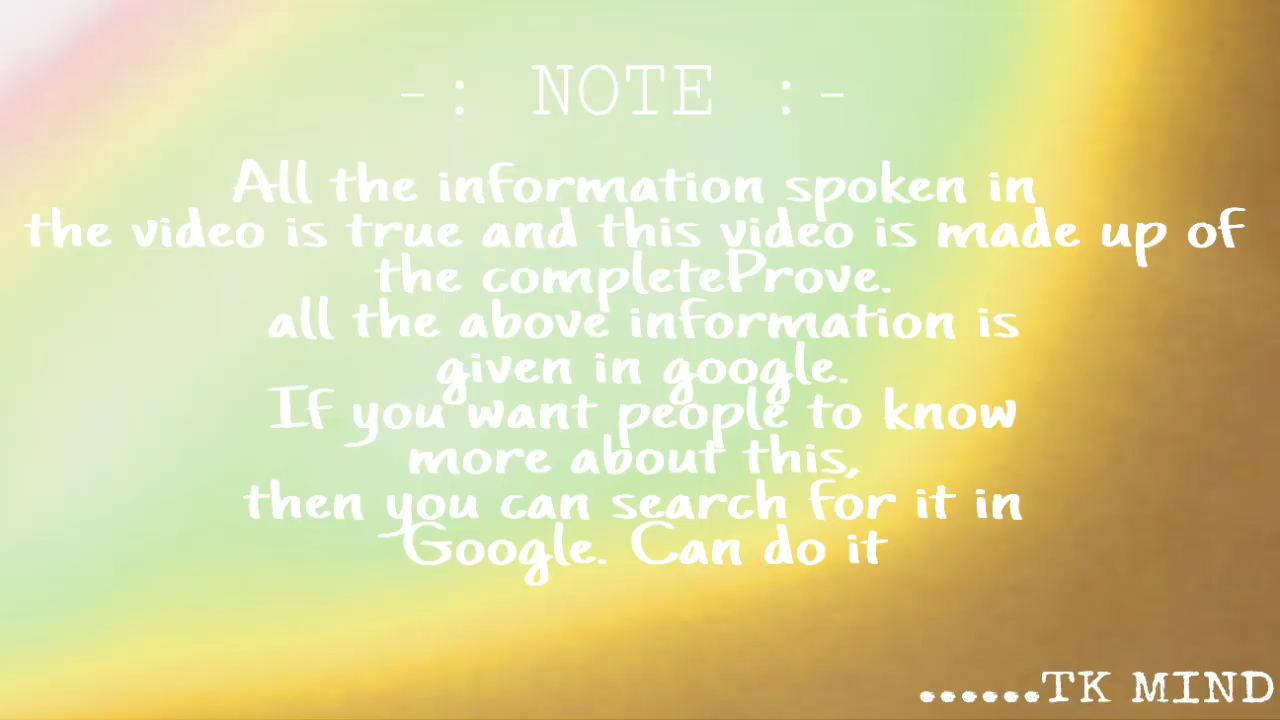 -: NOTE :-
All the information spoken in
the video is true and this video is made up of
the completeProve.
all the above information is
given in google.
If you want people to know
more about this,
then you can search for it in
Google. Can do it
......TK MIND